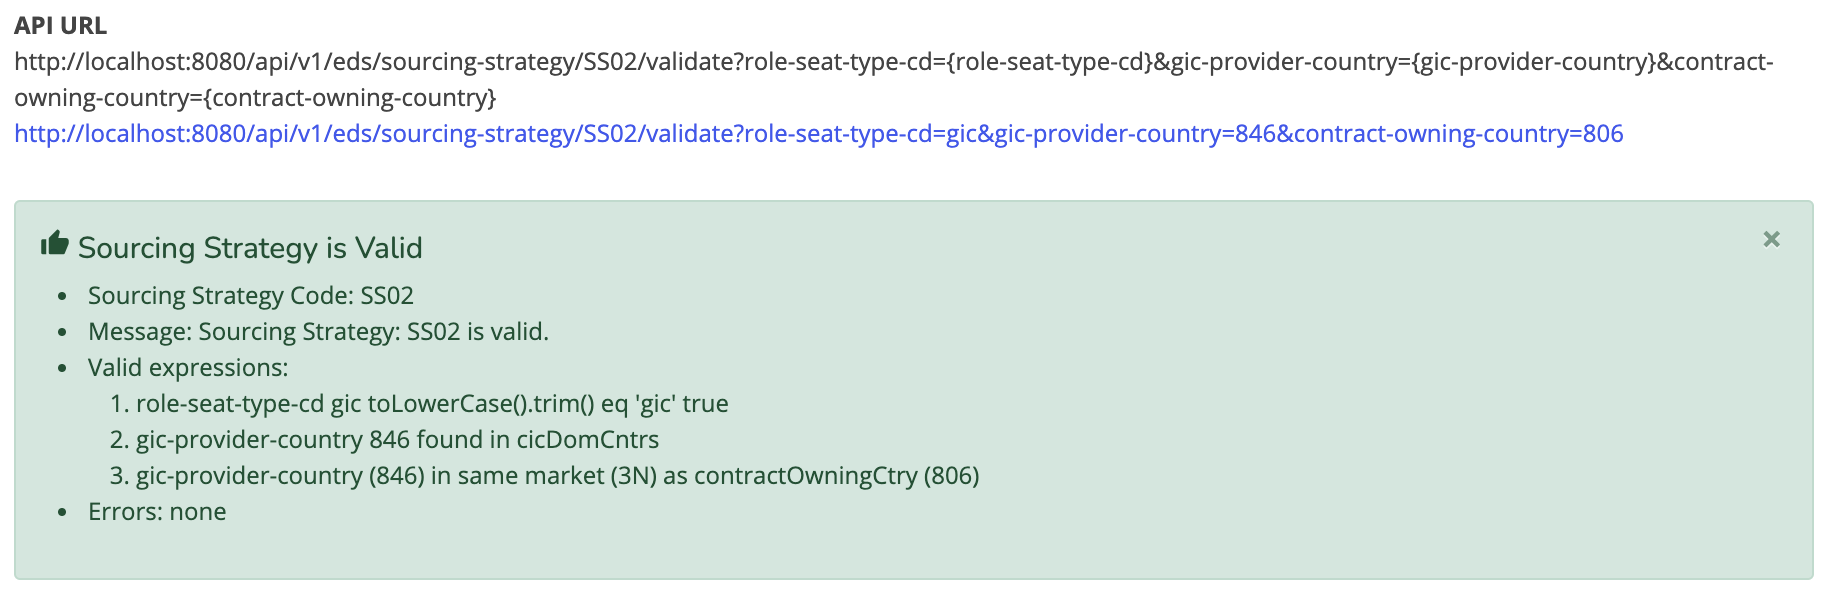 API URL
http://localhost:8080/api/v1/eds/sourcing-strategy/SS02/validate?role-seat-type-cd={role-seat-type-cd}&gic-provider-country={gic-provider-country}&contract-
owning-country={contract-owning-country}
http://localhost:8080/api/v1/eds/sourcing-strategy/SS02/validate?role-seat-type-cd=gic&gic-provider-country=846&contract-owning-country=806
Sourcing Strategy is Valid
×
• Sourcing Strategy Code: SS02
• Message: Sourcing Strategy: SS02 is valid.
• Valid expressions:
1. role-seat-type-cd gic toLowerCase().trim() eq 'gic' true
2. gic-provider-country 846 found in cicDomCntrs
3. gic-provider-country (846) in same market (3N) as contractOwningCtry (806)
• Errors: none